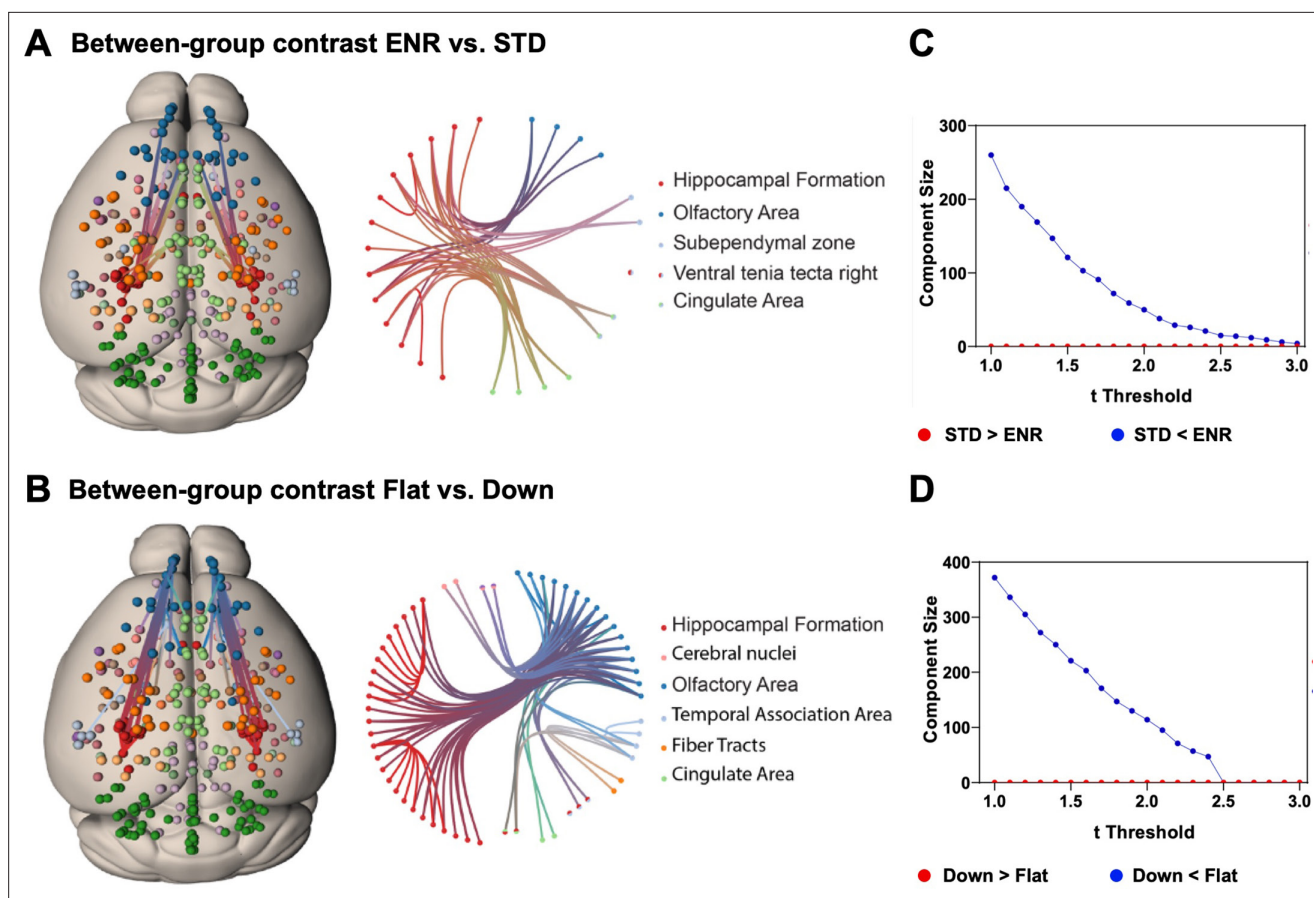 A Between-group contrast ENR vs. STD
Hippocampal Formation
Olfactory Area
Subependymal zone
Ventral tenia tecta right
Cingulate Area
C
300
200
100
0
Component Size
1.0 1.5 2.0 2.5 3.0
t Threshold
STD > ENR STD < ENR
B Between-group contrast Flat vs. Down
Hippocampal Formation
Cerebral nuclei
Olfactory Area
Temporal Association Area
Fiber Tracts
Cingulate Area
D
400
300
200
100
0
Component Size
1.0 1.5 2.0 2.5 3.0
t Threshold
Down > Flat Down < Flat